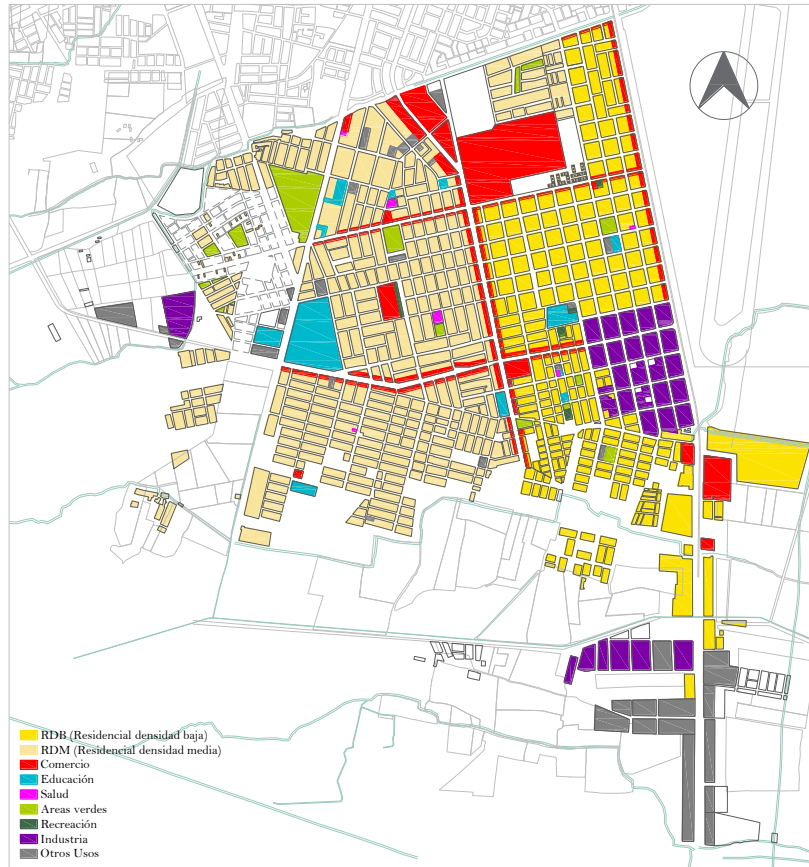 RDB (Residencial densidad baja)
RDM (Residencial densidad media)
Comercio
Educación
Salud
Areas verdes
Recreación
Industria
Otros Usos